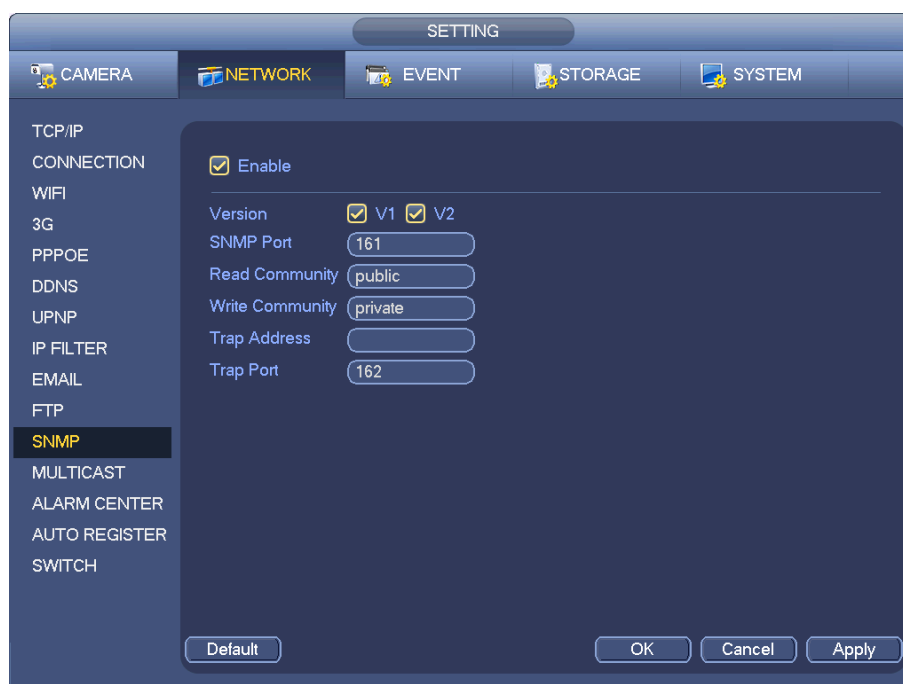 SETTING
CAMERA NETWORK EVENT STORAGE SYSTEM
TCP/IP
CONNECTION
WIFI
3G
PPPOE
DDNS
UPNP
IP FILTER
EMAIL
FTP
SNMP
MULTICAST
ALARM CENTER
AUTO REGISTER
SWITCH
Enable
Version V1 V2
SNMP Port 161
Read Community public
Write Community private
Trap Address
Trap Port 162
Default OK Cancel Apply